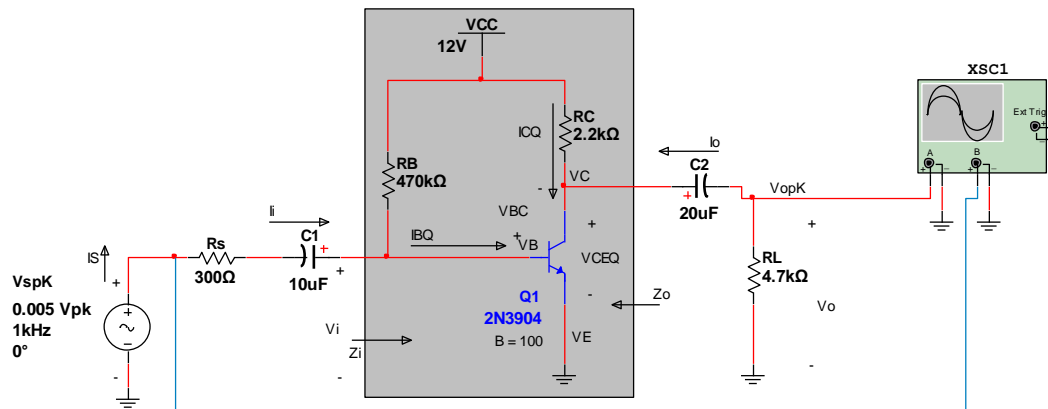 VCC
12V
XSC1
Ext Trig
+
−
A
B
+
−
+
−
RC
2.2kΩ
ICQ
-
Io
RB
470kΩ
VC
C2
+
20uF
VopK
Ii
VBC
+
+
IBQ
+
VB
VCEQ
-
Rs
300Ω
C1
+
10uF
+
IS
+
VspK
0.005 Vpk
1kHz
0°
-
Q1
2N3904
B = 100
VE
Zo
RL
4.7kΩ
Vo
-
Vi
Zi
-